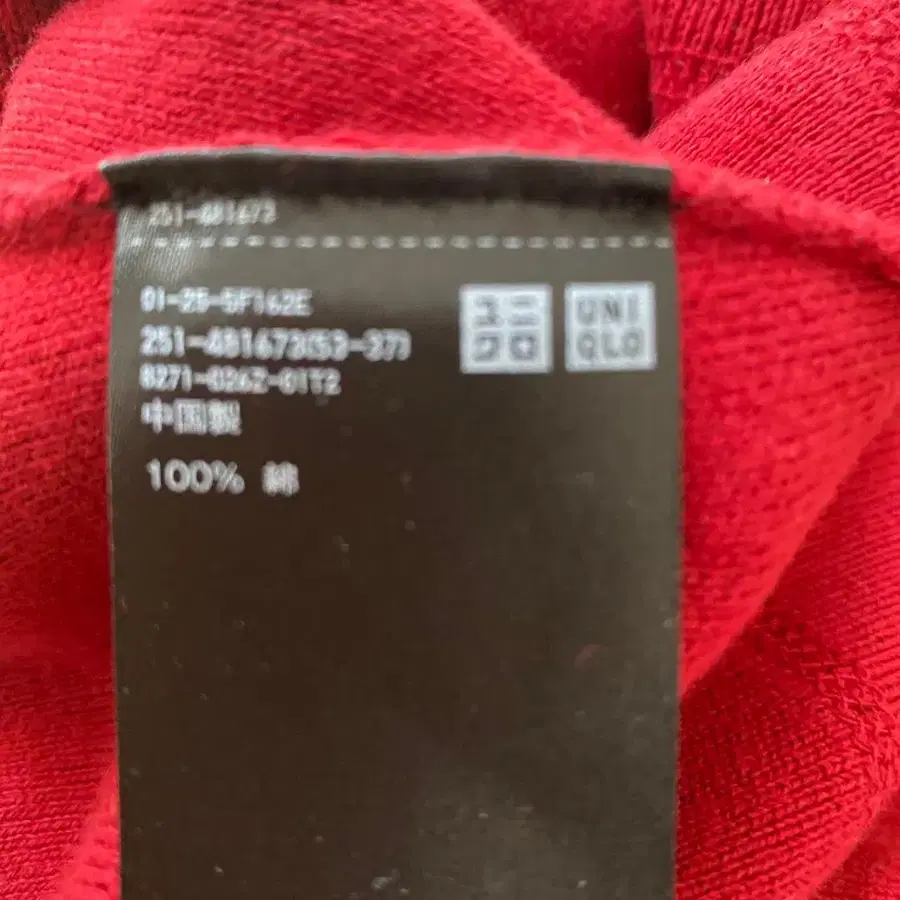 251-481673
01-25-5F162E
251-481673(53-37)
8271-026Z-01T2
中国製
100% 綿
ユニ
クロ
UNI
QLO